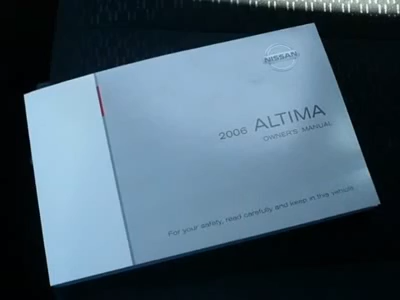 NISSAN
2006 ALTIMA
OWNER'S MANUAL
For your safety, read carefully and keep in this vehicle.